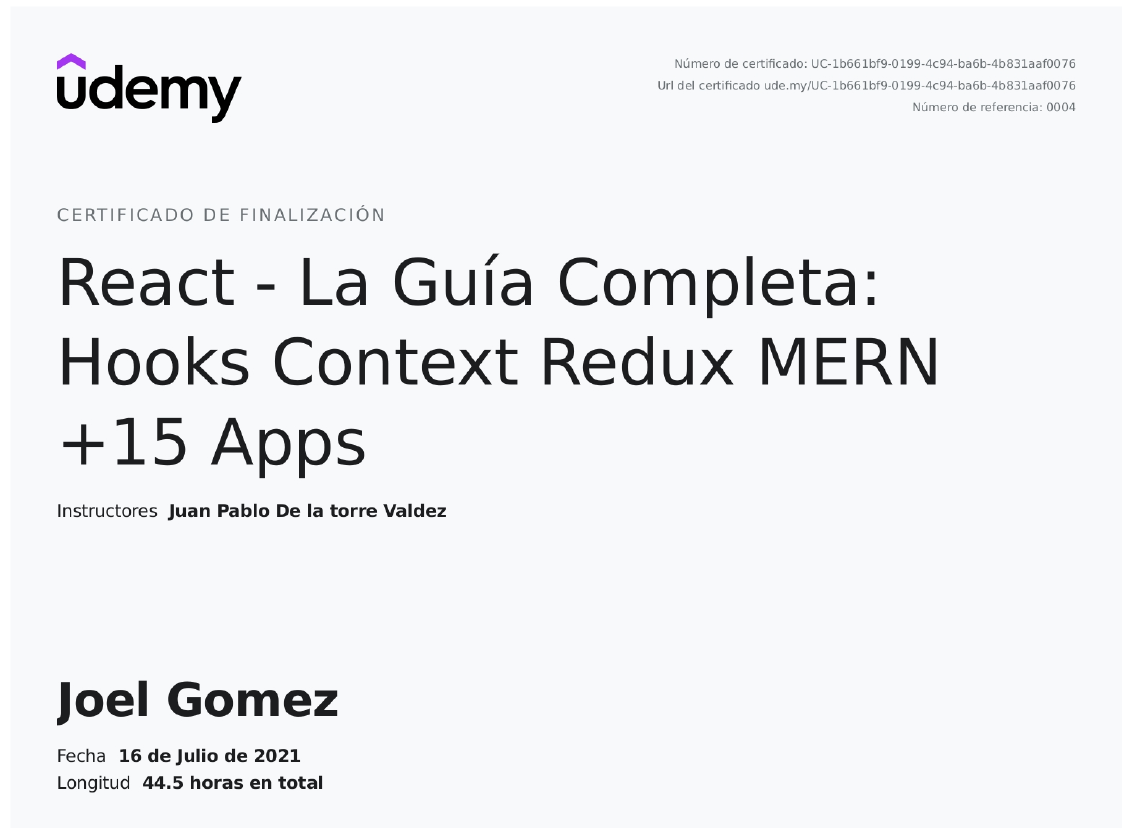 udemy
Número de certificado: UC-1b661bf9-0199-4c94-ba6b-4b831aaf0076
Url del certificado ude.my/UC-1b661bf9-0199-4c94-ba6b-4b831aaf0076
Número de referencia: 0004
CERTIFICADO DE FINALIZACIÓN
React - La Guía Completa:
Hooks Context Redux MERN
+15 Apps
Instructores Juan Pablo De la torre Valdez
Joel Gomez
Fecha 16 de Julio de 2021
Longitud 44.5 horas en total